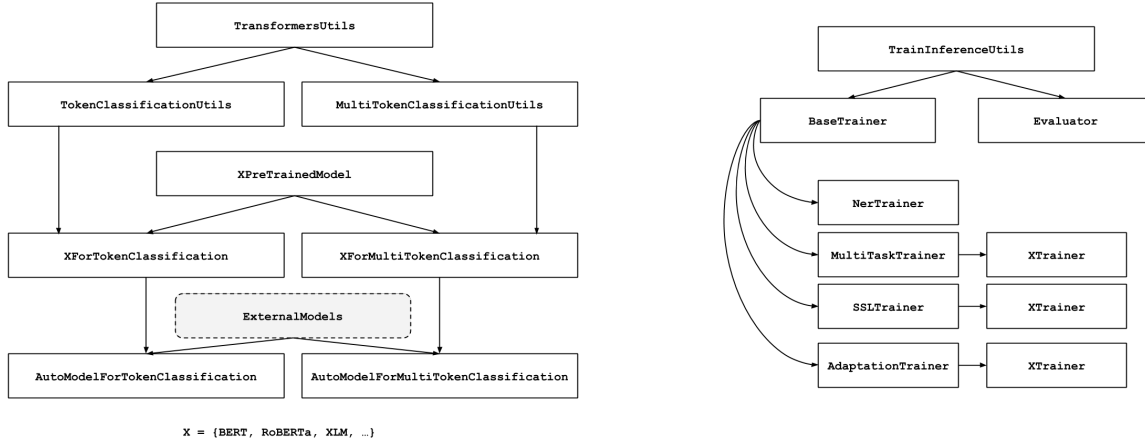 TransformersUtils
TokenClassificationUtils
MultiTokenClassificationUtils
XPreTrainedModel
XForTokenClassification
XForMultiTokenClassification
ExternalModels
AutoModelForTokenClassification
AutoModelForMultiTokenClassification
X = {BERT, RoBERTa, XLM, …}
TrainInferenceUtils
BaseTrainer
Evaluator
NerTrainer
MultiTaskTrainer
XTrainer
SSLTrainer
XTrainer
AdaptationTrainer
XTrainer